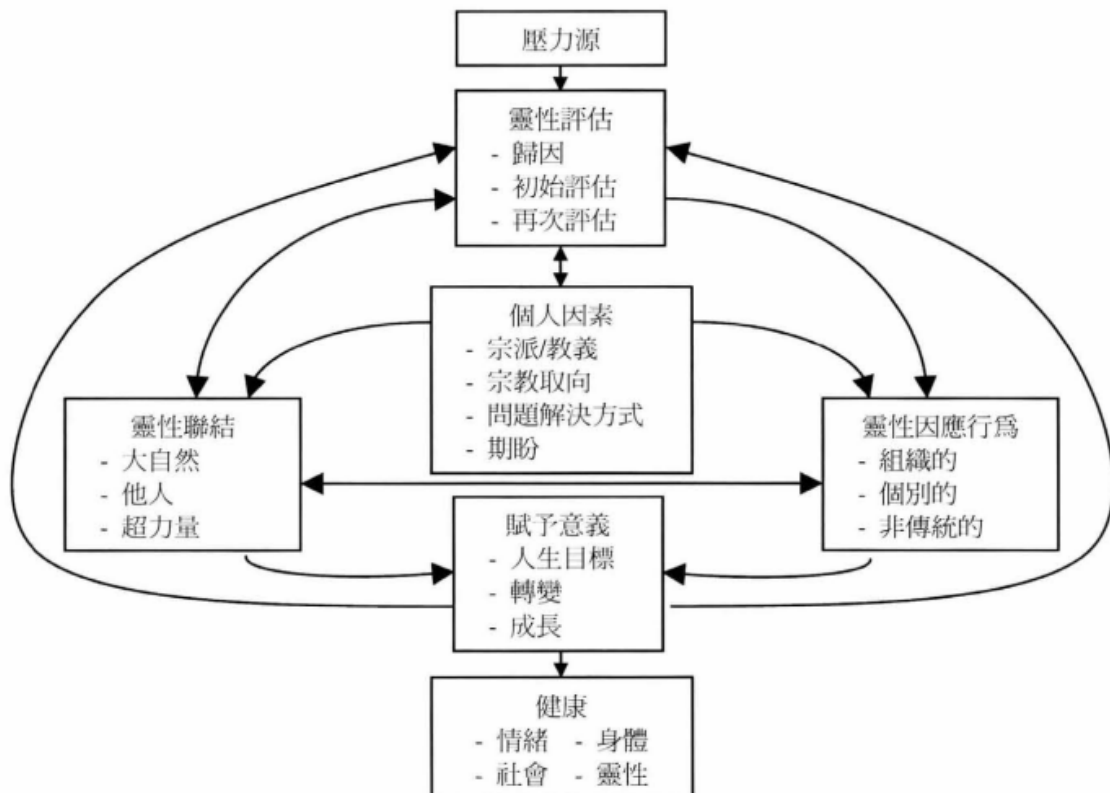 壓力源
靈性評估
- 歸因
- 初始評估
- 再次評估
個人因素
- 宗派/教義
- 宗教取向
- 問題解決方式
- 期盼
靈性聯結
- 大自然
- 他人
- 超力量
靈性因應行爲
- 組織的
- 個別的
- 非傳統的
賦予意義
- 人生目標
- 轉變
- 成長
健康
- 情緒 - 身體
- 社會 - 靈性